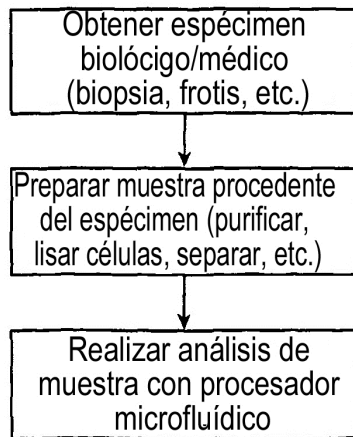 Obtener espécimen
biolócigo/médico
(biopsia, frotis, etc.)
Preparar muestra procedente
del espécimen (purificar,
lisar células, separar, etc.)
Realizar análisis de
muestra con procesador
microfluídico